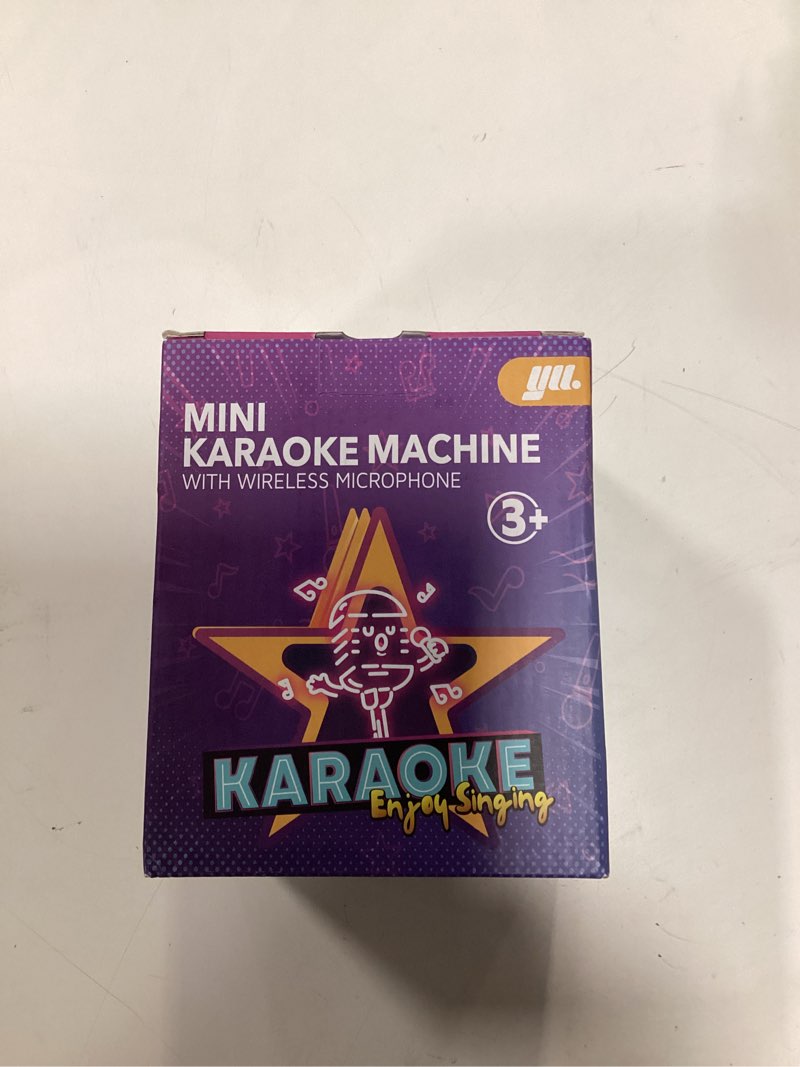 yu.
MINI
KARAOKE MACHINE
WITH WIRELESS MICROPHONE
3+
KARAOKE
Enjoy Singing